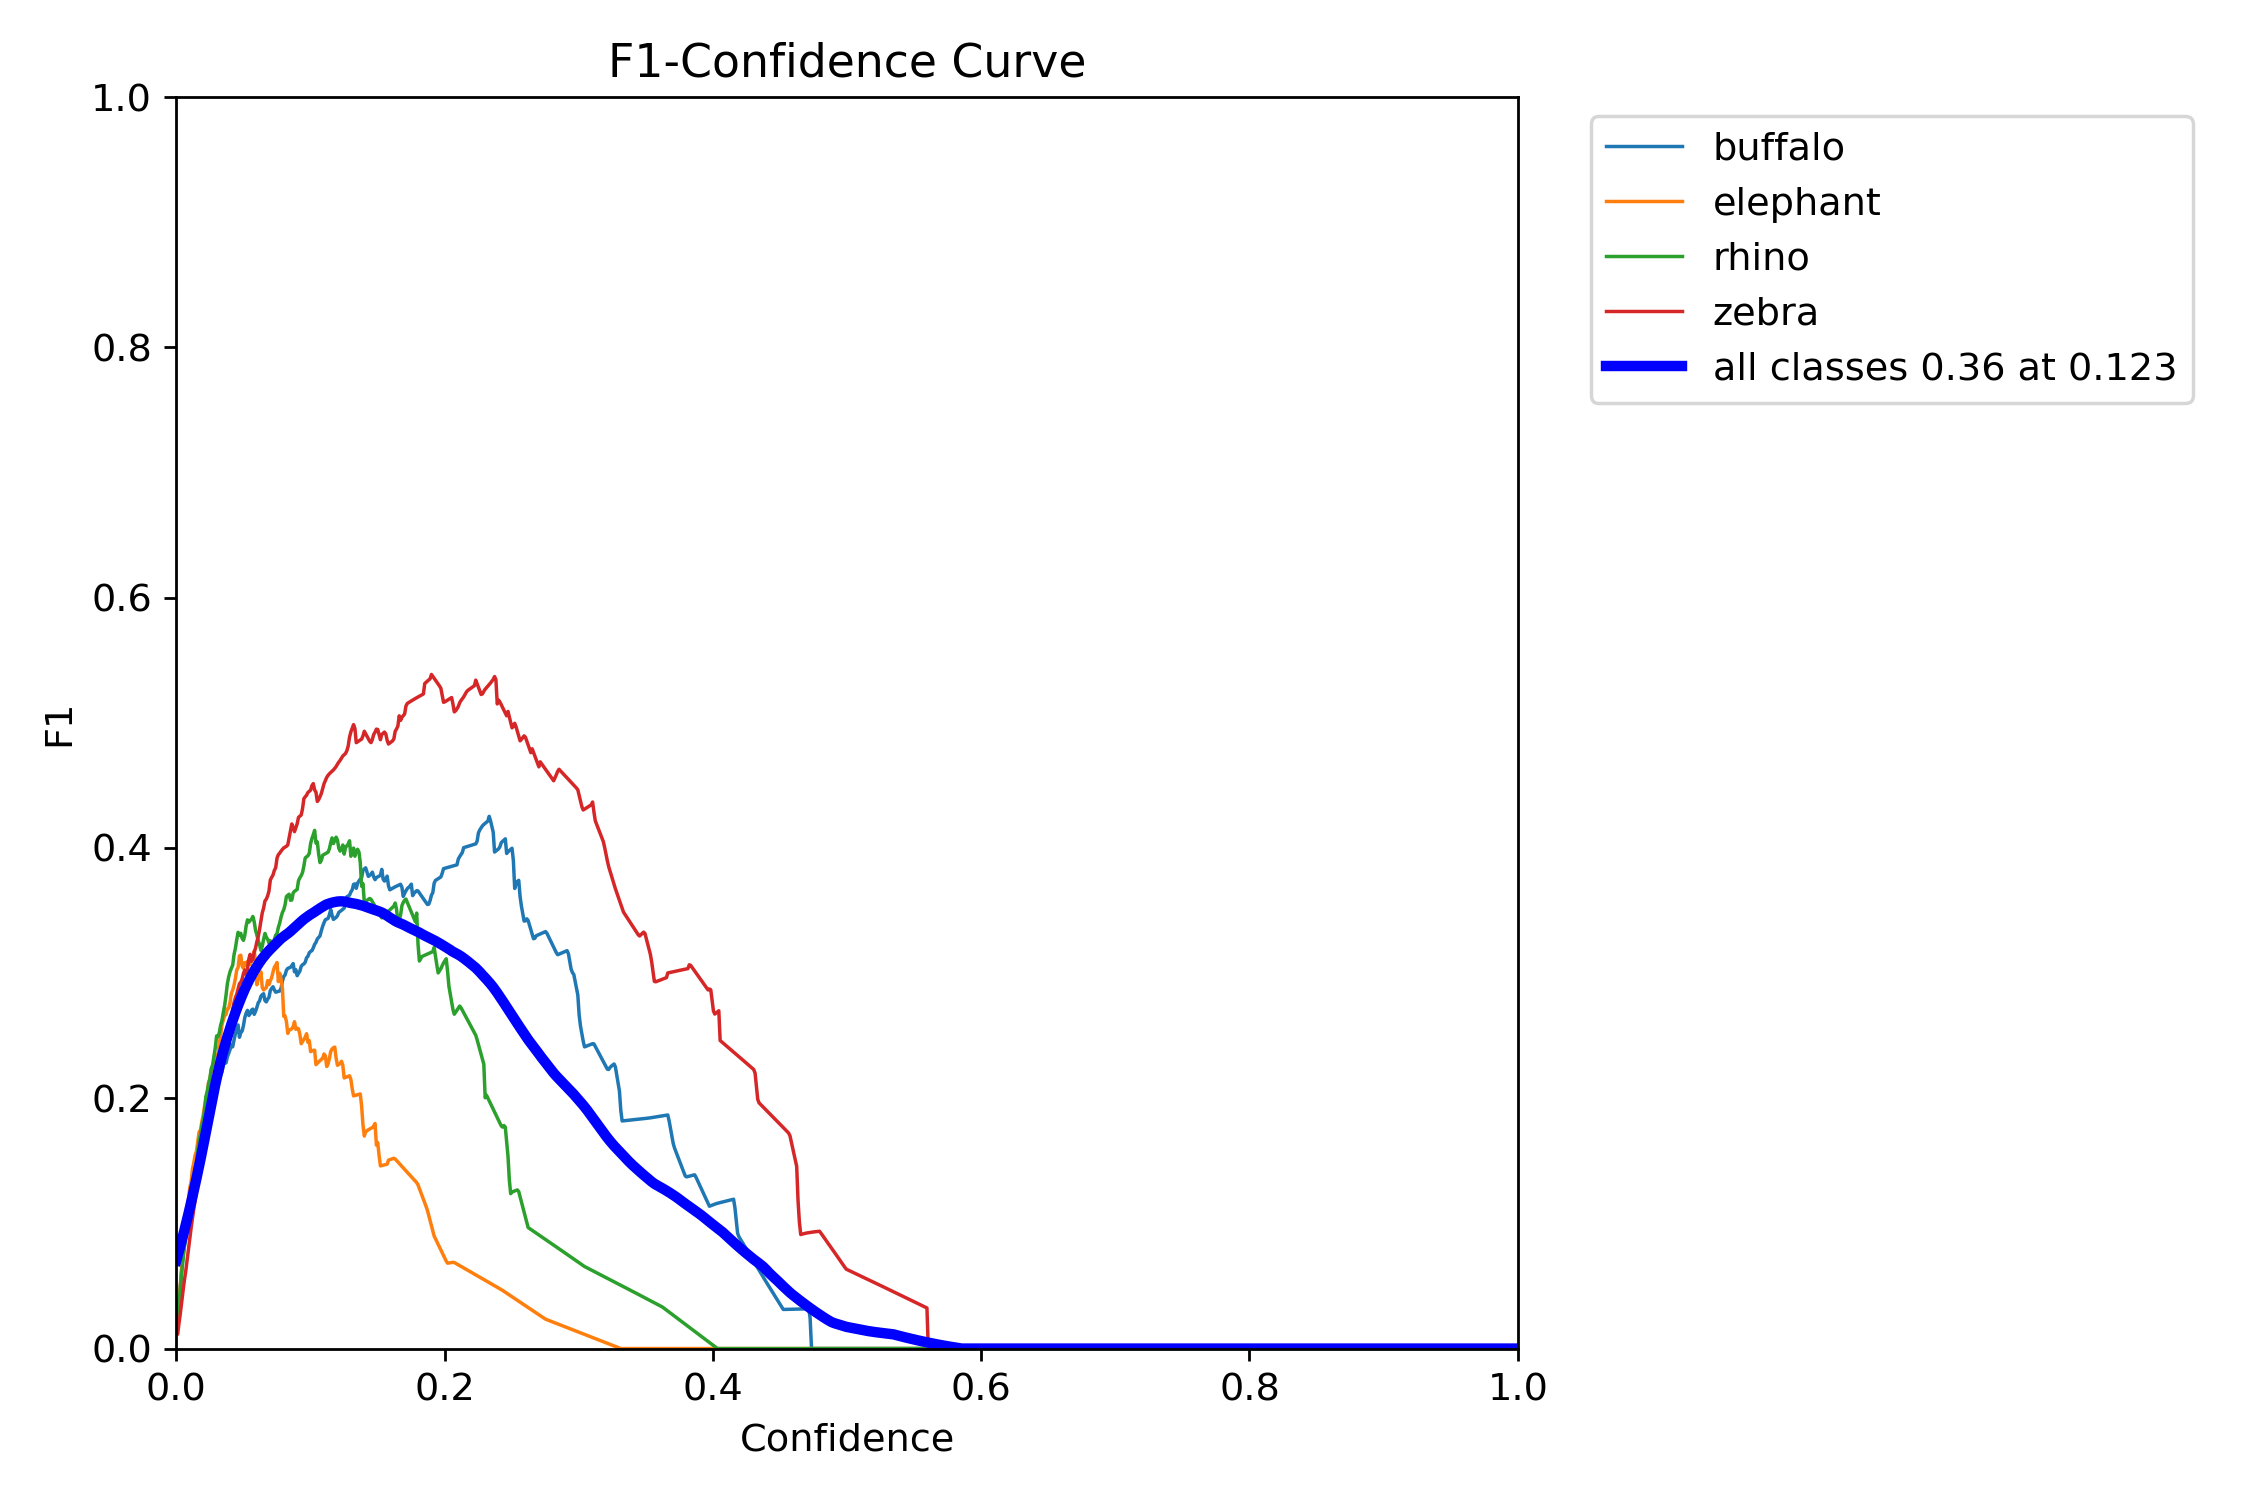 F1-Confidence Curve
1.0
0.8
0.6
0.4
0.2
0.0
F1
0.0 0.2 0.4 0.6 0.8 1.0
Confidence
buffalo
elephant
rhino
zebra
all classes 0.36 at 0.123